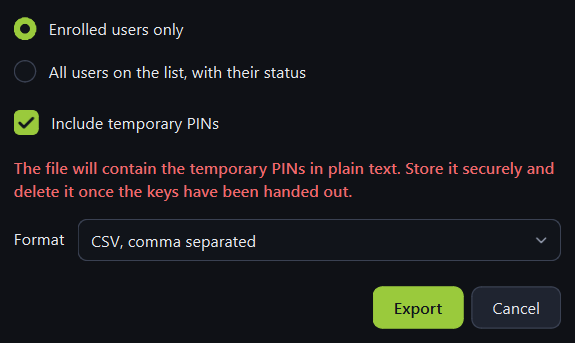 Enrolled users only
All users on the list, with their status
Include temporary PINs
The file will contain the temporary PINs in plain text. Store it securely and
delete it once the keys have been handed out.
Format
CSV, comma separated
Export
Cancel